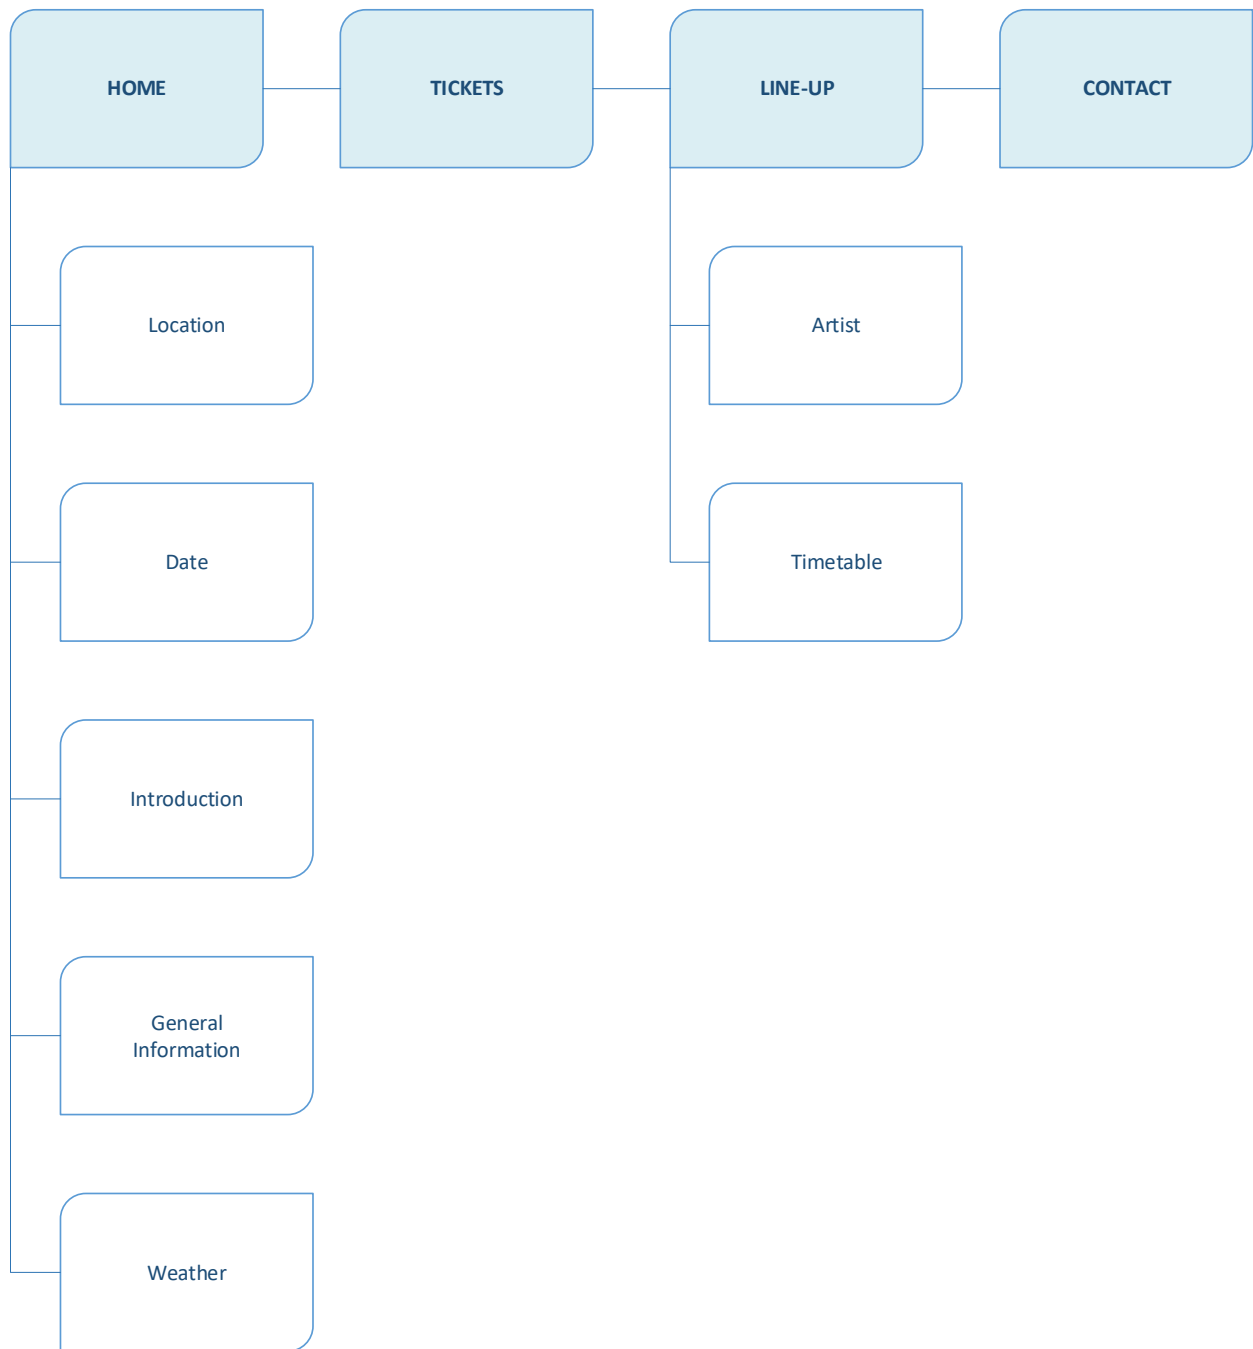 HOME
TICKETS
LINE-UP
CONTACT
Location
Artist
Date
Timetable
Introduction
General
Information
Weather